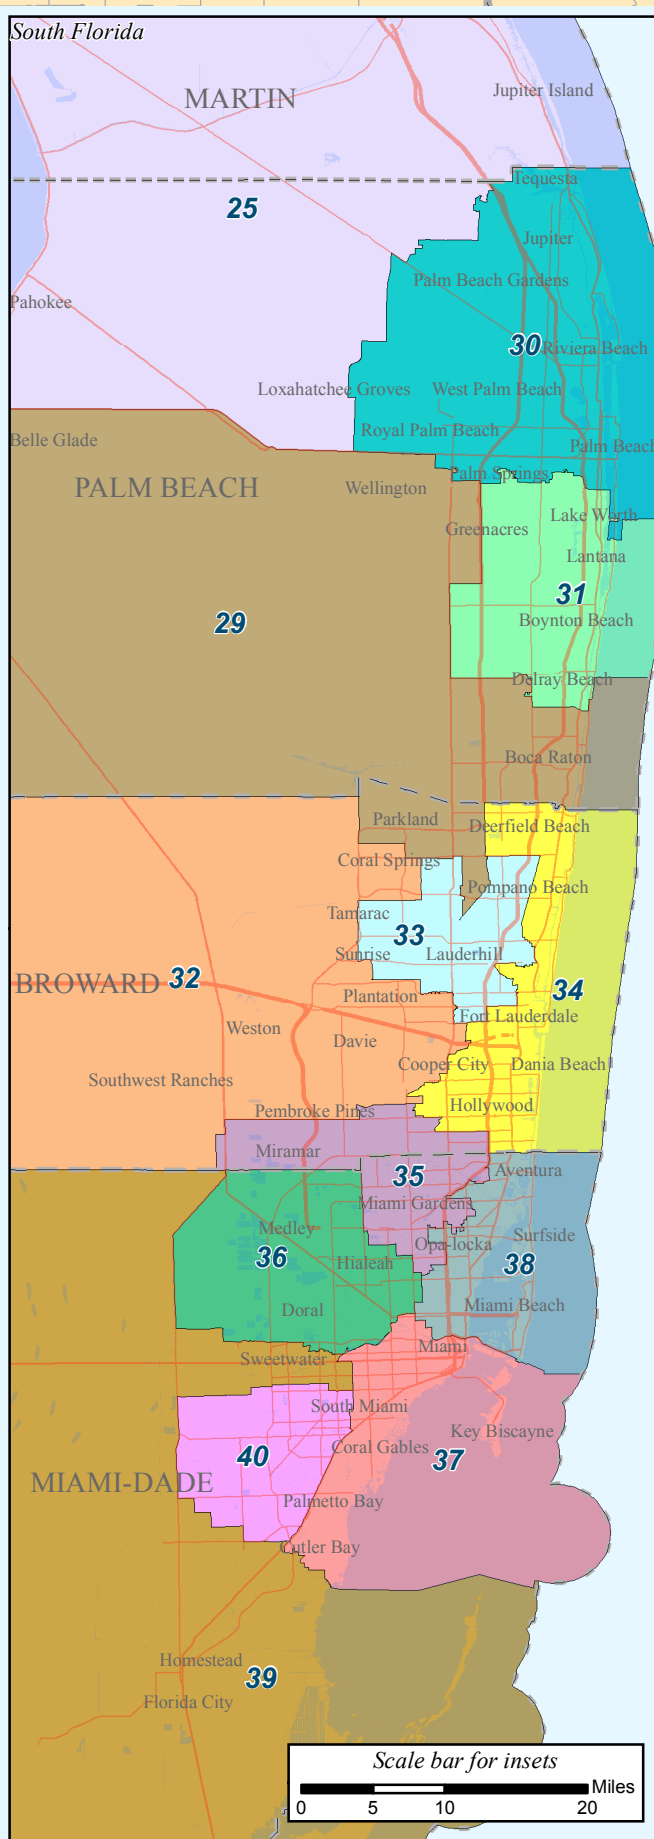 South Florida
MARTIN
Jupiter Island
Tequesta
25
Jupiter
Palm Beach Gardens
Pahokee
30
Riviera Beach
Loxahatchee Groves
West Palm Beach
Royal Palm Beach
Belle Glade
Palm Beach
Palm Springs
PALM BEACH
Wellington
Lake Worth
Greenacres
Lantana
31
29
Boynton Beach
Delray Beach
Boca Raton
Parkland
Deerfield Beach
Coral Springs
Pompano Beach
Tamarac
33
Sunrise
Lauderhill
BROWARD
32
34
Plantation
Fort Lauderdale
Weston
Davie
Cooper City
Dania Beach
Southwest Ranches
Hollywood
Pembroke Pines
Miramar
35
Aventura
Miami Gardens
Medley
Surfside
Opa-locka
36
Hialeah
38
Doral
Miami Beach
Miami
Sweetwater
South Miami
Key Biscayne
Coral Gables
40
37
MIAMI-DADE
Palmetto Bay
Cutler Bay
Homestead
39
Florida City
Scale bar for insets
Miles
0 5 10 20